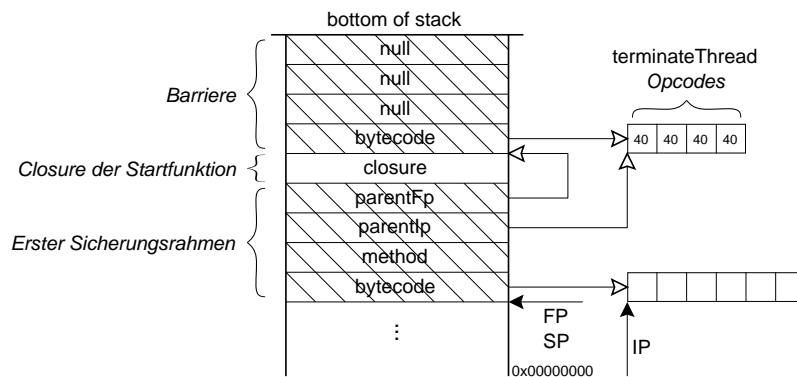 bottom of stack
null
null
null
bytecode
closure
parentFp
parentIp
method
bytecode
...
Barriere
Closure der Startfunktion
Erster Sicherungsrahmen
terminateThread
Opcodes
40 40 40 40
FP
SP
IP
0x00000000